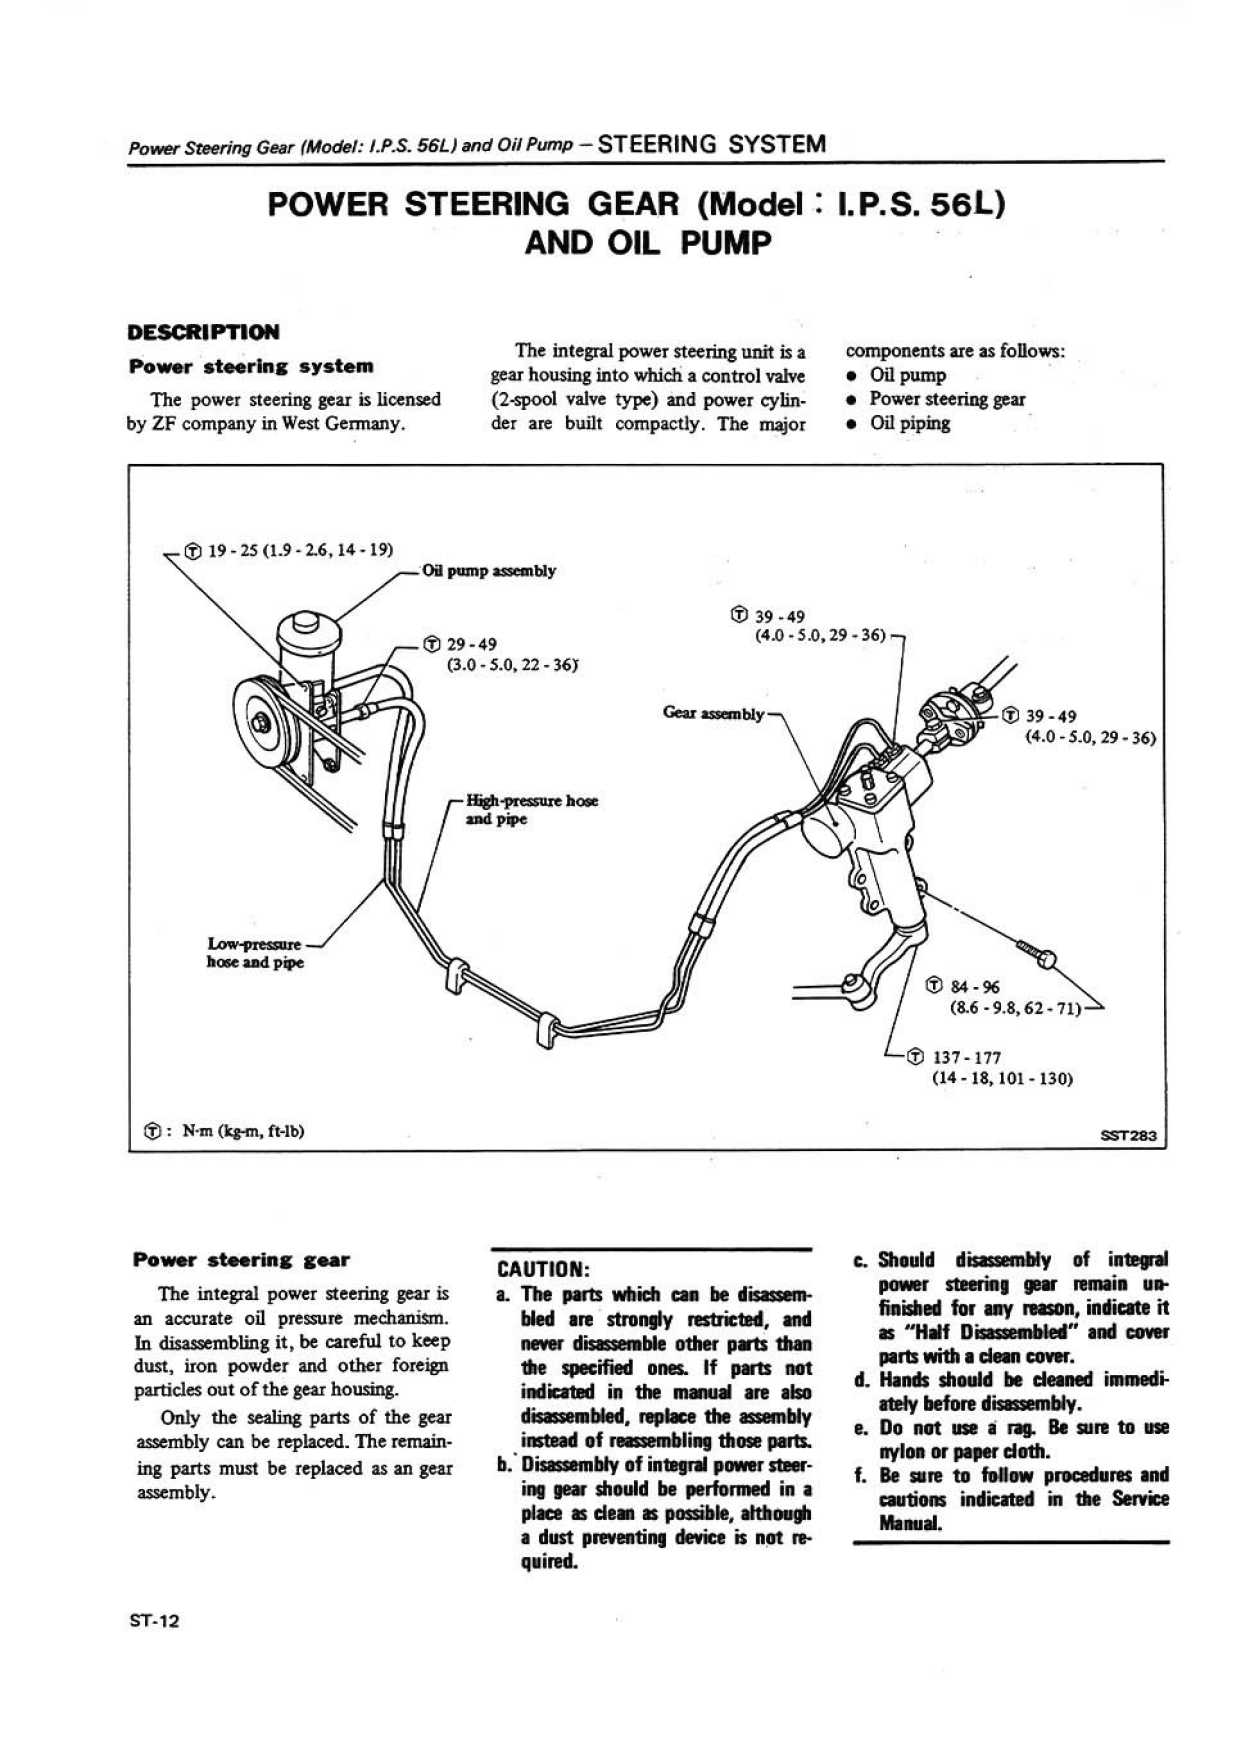 Power Steering Gear (Model: I.P.S. 56L) and Oil Pump – STEERING SYSTEM
POWER STEERING GEAR (Model : I.P.S. 56L)
AND OIL PUMP
DESCRIPTION
Power steering system
The power steering gear is licensed
by ZF company in West Germany.
The integral power steering unit is a
gear housing into which a control valve
(2-spool valve type) and power cylin-
der are built compactly. The major
components are as follows:
● Oil pump
● Power steering gear
● Oil piping
Ⓣ 19 - 25 (1.9 - 2.6, 14 - 19)
Oil pump assembly
Ⓣ 29 - 49
(3.0 - 5.0, 22 - 36)
Ⓣ 39 - 49
(4.0 - 5.0, 29 - 36)
Gear assembly
Ⓣ 39 - 49
(4.0 - 5.0, 29 - 36)
High-pressure hose
and pipe
Low-pressure
hose and pipe
Ⓣ 84 - 96
(8.6 - 9.8, 62 - 71)
Ⓣ 137 - 177
(14 - 18, 101 - 130)
Ⓣ : N·m (kg-m, ft-lb)
SST283
Power steering gear
The integral power steering gear is
an accurate oil pressure mechanism.
In disassembling it, be careful to keep
dust, iron powder and other foreign
particles out of the gear housing.
Only the sealing parts of the gear
assembly can be replaced. The remain-
ing parts must be replaced as an gear
assembly.
CAUTION:
a. The parts which can be disassem-
bled are strongly restricted, and
never disassemble other parts than
the specified ones. If parts not
indicated in the manual are also
disassembled, replace the assembly
instead of reassembling those parts.
b. Disassembly of integral power steer-
ing gear should be performed in a
place as clean as possible, although
a dust preventing device is not re-
quired.
c. Should disassembly of integral
power steering gear remain un-
finished for any reason, indicate it
as "Half Disassembled" and cover
parts with a clean cover.
d. Hands should be cleaned immedi-
ately before disassembly.
e. Do not use a rag. Be sure to use
nylon or paper cloth.
f. Be sure to follow procedures and
cautions indicated in the Service
Manual.
ST-12